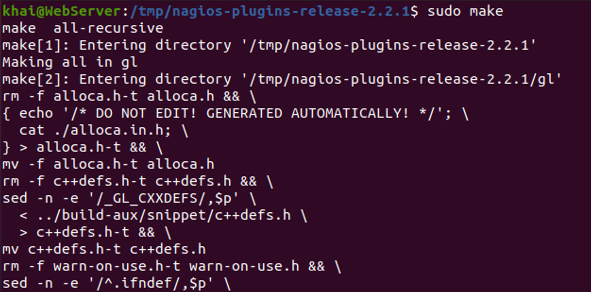 khai@WebServer:/tmp/nagios-plugins-release-2.2.1$ sudo make
make  all-recursive
make[1]: Entering directory '/tmp/nagios-plugins-release-2.2.1'
Making all in gl
make[2]: Entering directory '/tmp/nagios-plugins-release-2.2.1/gl'
rm -f alloca.h-t alloca.h && \
{ echo '/* DO NOT EDIT! GENERATED AUTOMATICALLY! */'; \
  cat ./alloca.in.h; \
} > alloca.h-t && \
mv -f alloca.h-t alloca.h
rm -f c++defs.h-t c++defs.h && \
sed -n -e '/_GL_CXXDEFS/,$p' \
  < ../build-aux/snippet/c++defs.h \
  > c++defs.h-t && \
mv c++defs.h-t c++defs.h
rm -f warn-on-use.h-t warn-on-use.h && \
sed -n -e '/^.ifndef/,$p' \